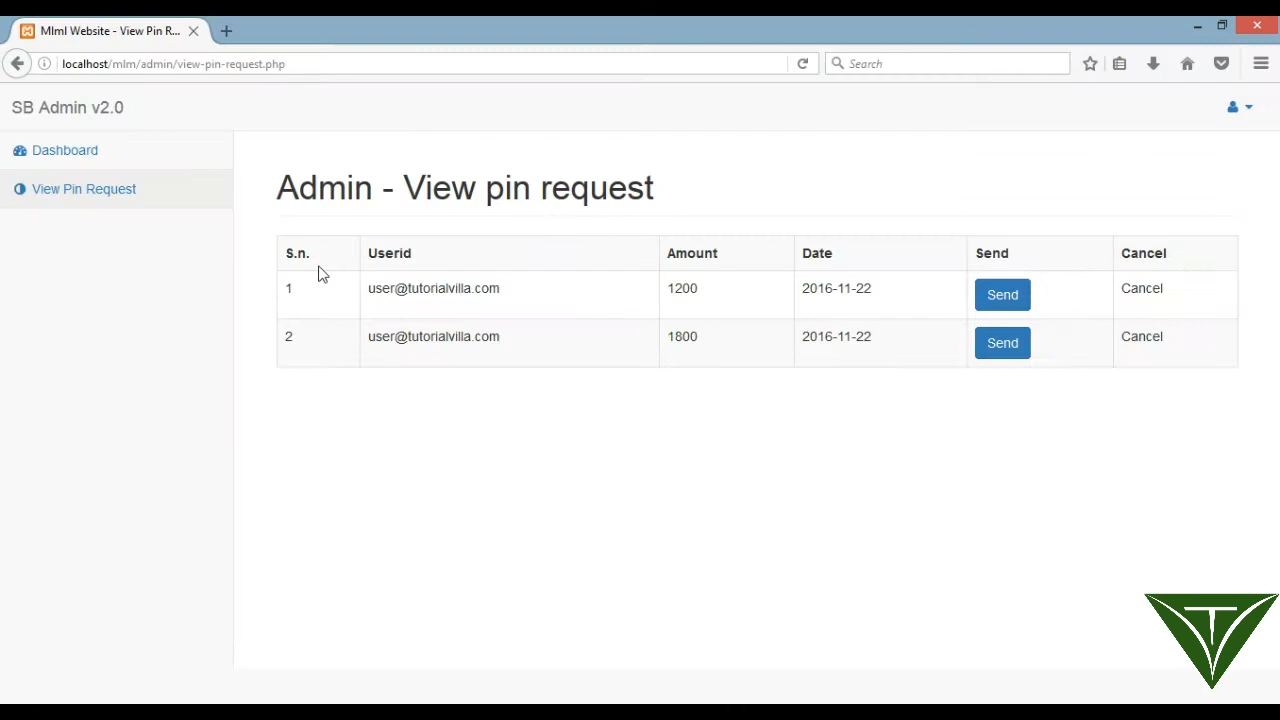 Mlml Website - View Pin R...
localhost/mlm/admin/view-pin-request.php
Search
SB Admin v2.0
Dashboard
View Pin Request
Admin - View pin request
S.n. Userid Amount Date Send Cancel
1 user@tutorialvilla.com 1200 2016-11-22 Send Cancel
2 user@tutorialvilla.com 1800 2016-11-22 Send Cancel
T